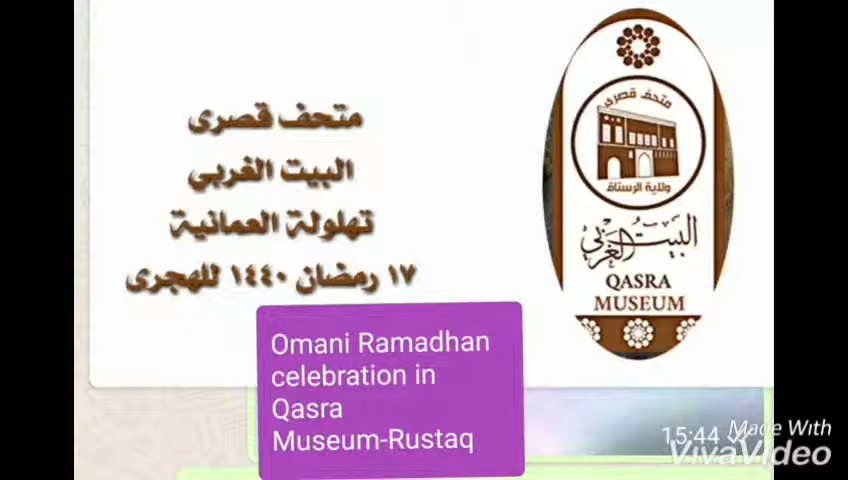 متحف قصرى
البيت الغربي
تهلولة العمانية
١٧ رمضان ١٤٤٠ للهجرى
متحف قصرى
ولاية الرستاق
البيت الغربي
QASRA
MUSEUM
Omani Ramadhan
celebration in
Qasra
Museum-Rustaq
15:44
Made With
VivaVideo